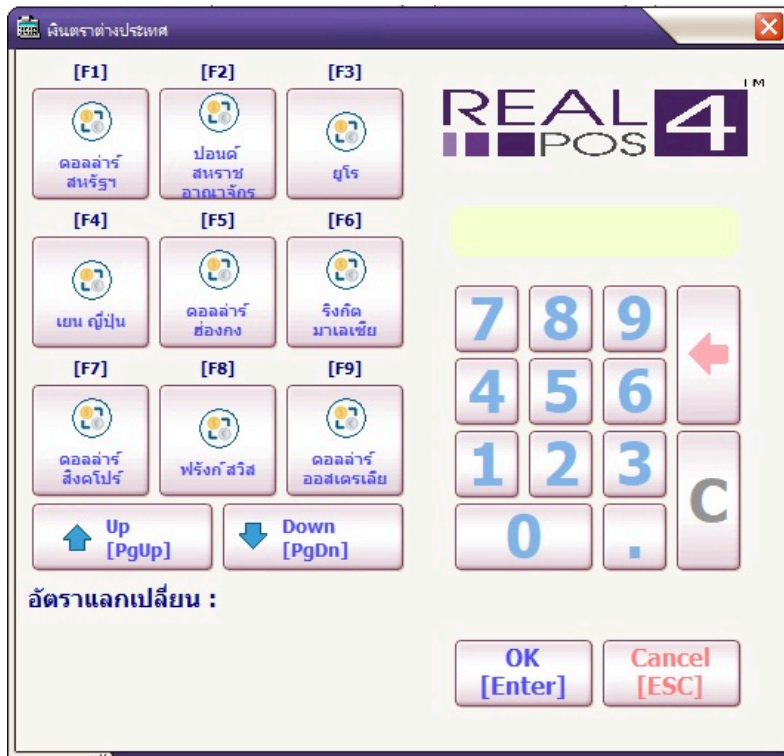 เงินตราต่างประเทศ
[F1] [F2] [F3]
ดอลล่าร์
สหรัฐฯ
ปอนด์
สหราช
อาณาจักร
ยูโร
[F4] [F5] [F6]
เยน ญี่ปุ่น
ดอลล่าร์
ฮ่องกง
ริงกิต
มาเลเซีย
[F7] [F8] [F9]
ดอลล่าร์
สิงคโปร์
ฟรังก์สวิส
ดอลล่าร์
ออสเตรเลีย
Up
[PgUp]
Down
[PgDn]
อัตราแลกเปลี่ยน :
REAL 4 TM
POS
7 8 9
4 5 6
1 2 3
C
0 .
OK
[Enter]
Cancel
[ESC]